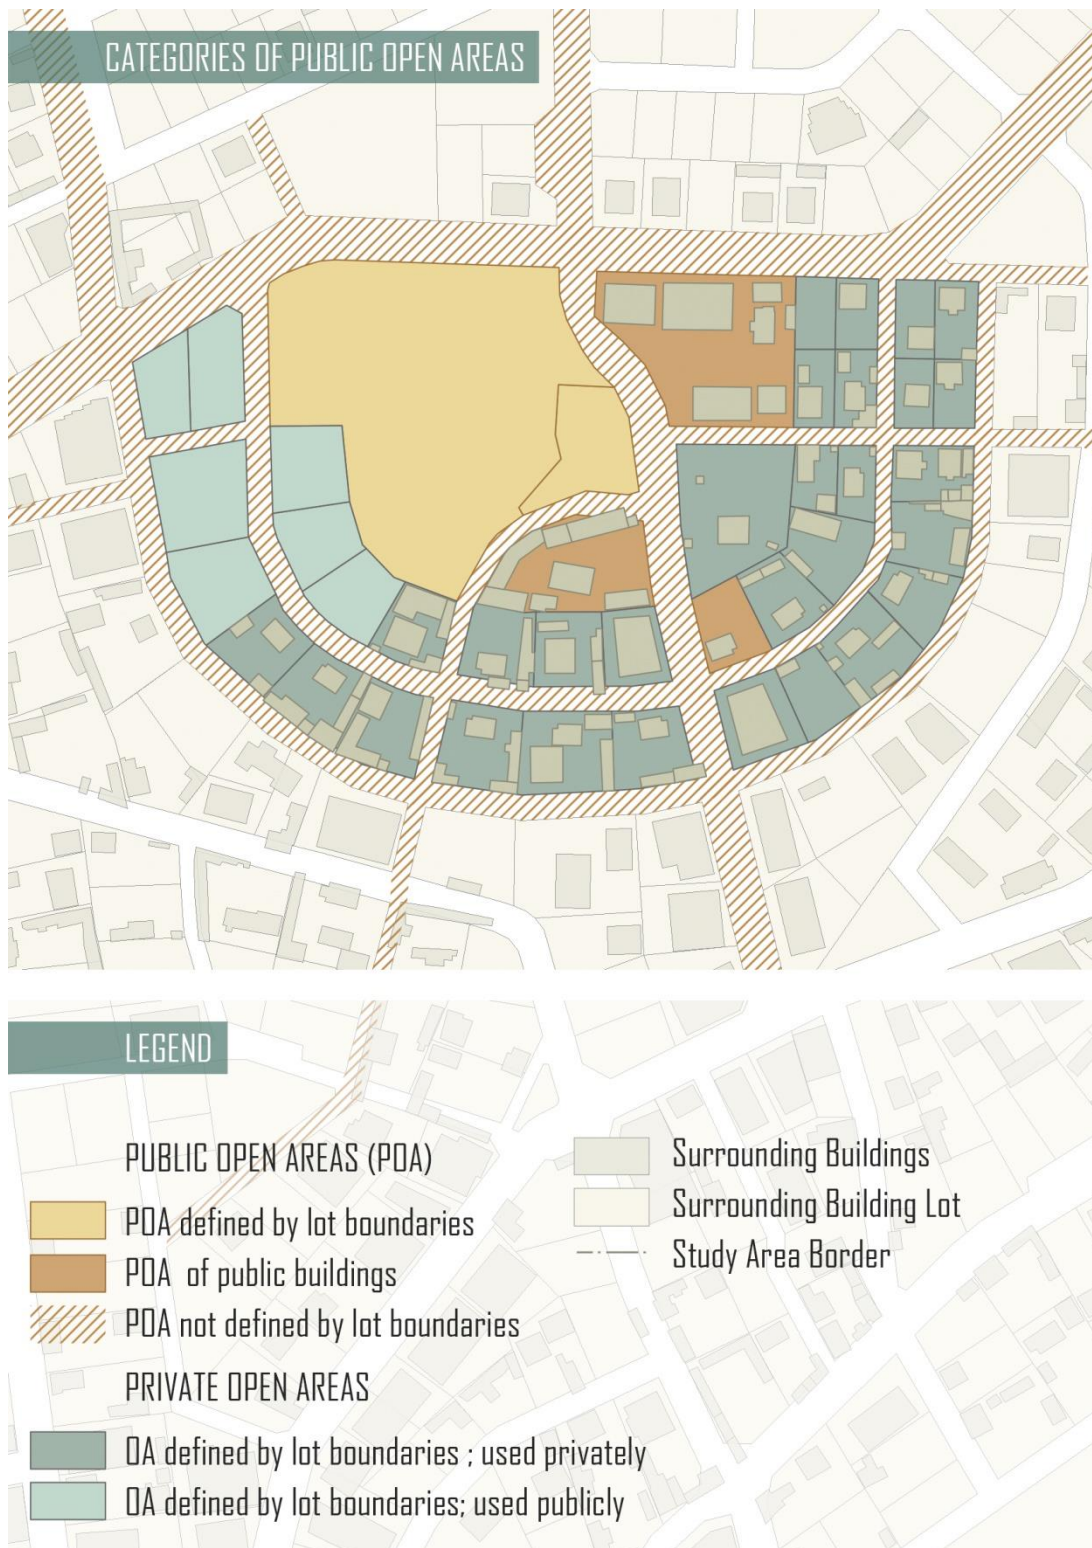 CATEGORIES OF PUBLIC OPEN AREAS
LEGEND
PUBLIC OPEN AREAS (POA)
POA defined by lot boundaries
POA of public buildings
POA not defined by lot boundaries
PRIVATE OPEN AREAS
OA defined by lot boundaries ; used privately
OA defined by lot boundaries; used publicly
Surrounding Buildings
Surrounding Building Lot
Study Area Border